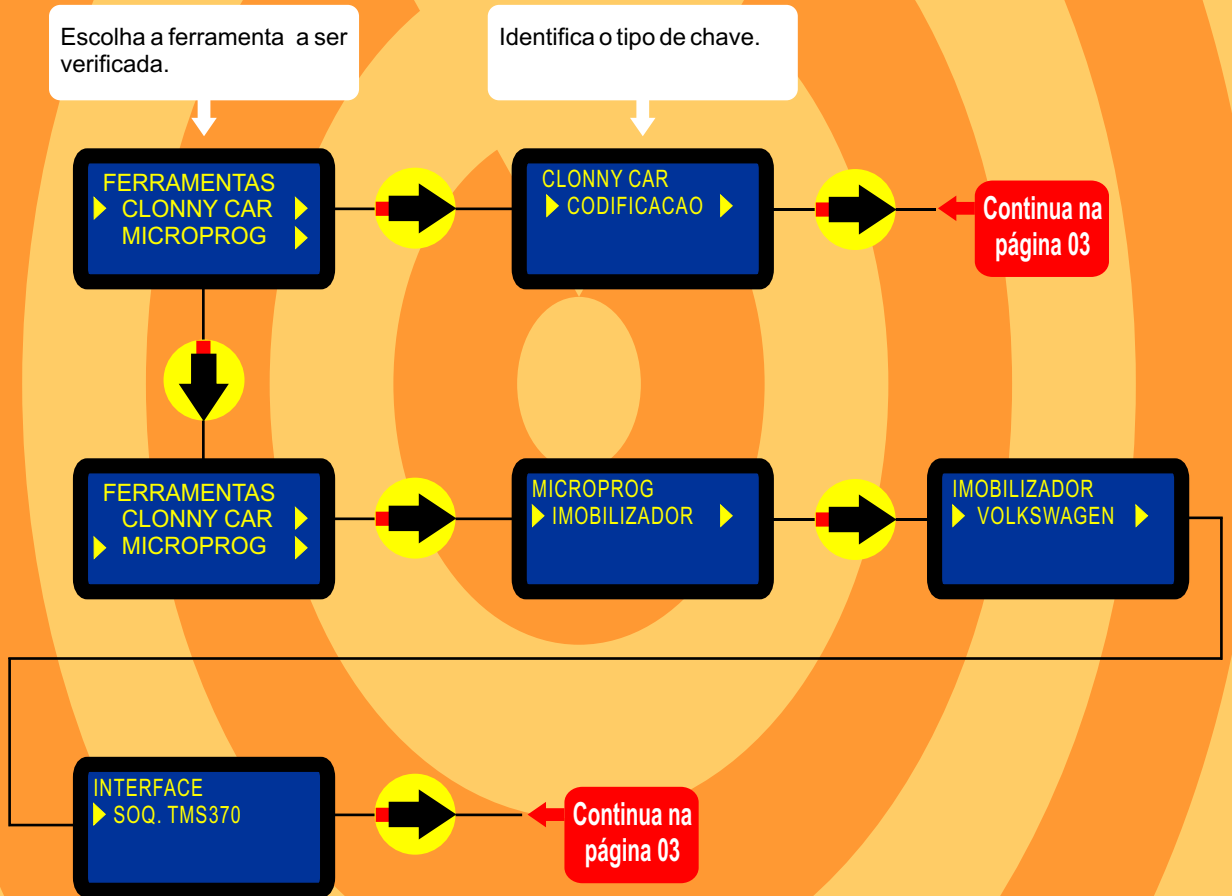 Escolha a ferramenta a ser
verificada.
Identifica o tipo de chave.
FERRAMENTAS
CLONNY CAR
MICROPROG
CLONNY CAR
CODIFICACAO
Continua na
página 03
FERRAMENTAS
CLONNY CAR
MICROPROG
MICROPROG
IMOBILIZADOR
IMOBILIZADOR
VOLKSWAGEN
INTERFACE
SOQ. TMS370
Continua na
página 03